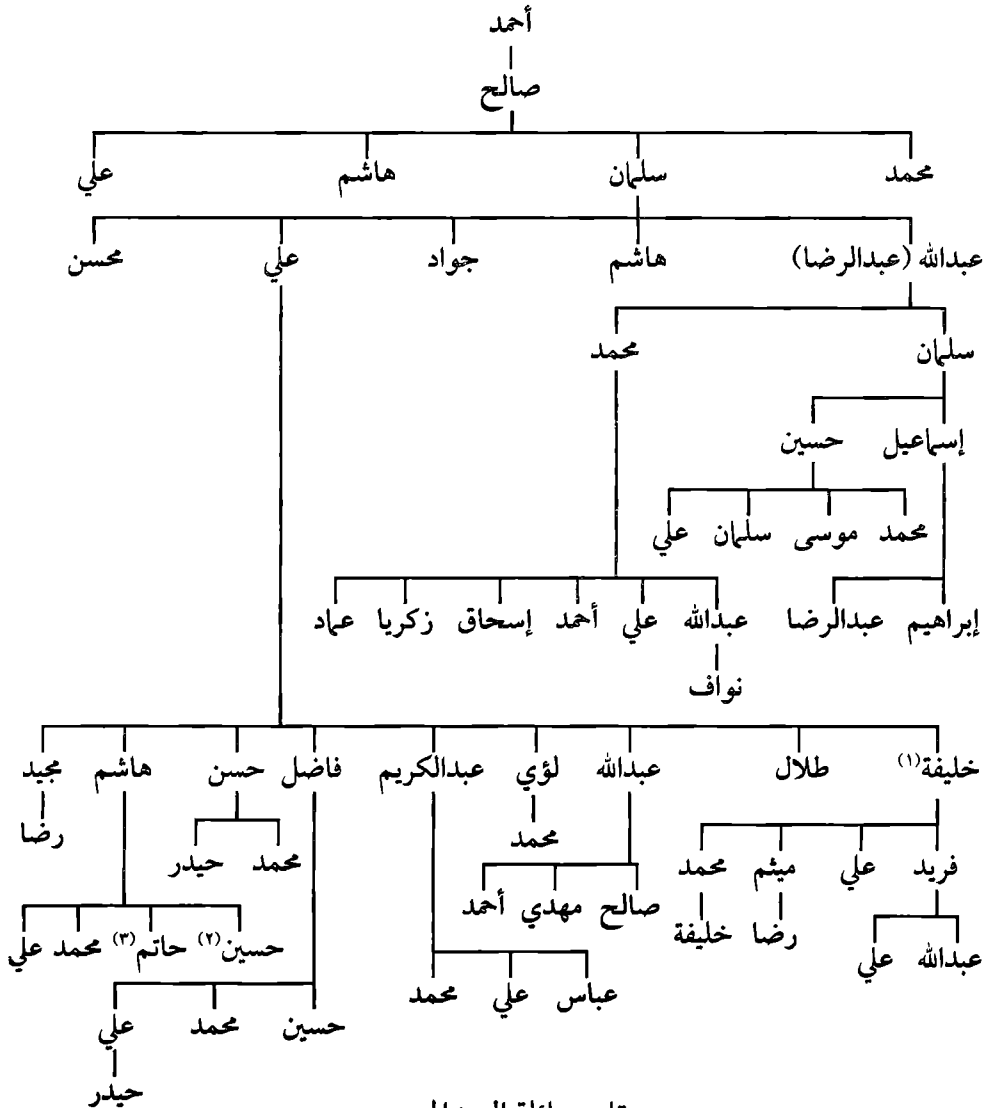 أحمد
صالح
محمد سلمان هاشم علي
عبدالله (عبدالرضا) هاشم جواد علي محسن
سلمان محمد
إسماعيل حسين
محمد موسى سلمان علي
إبراهيم عبدالرضا عبدالله علي أحمد إسحاق زكريا عماد
نواف
خليفة(١) طلال عبدالله لؤي عبدالكريم فاضل حسن هاشم مجيد
محمد رضا
فريد علي ميثم محمد محمد حيدر
صالح مهدي أحمد
رضا خليفة
عبدالله علي حسين(٢) حاتم(٣) محمد علي
عباس علي محمد
حسين محمد علي
حيدر